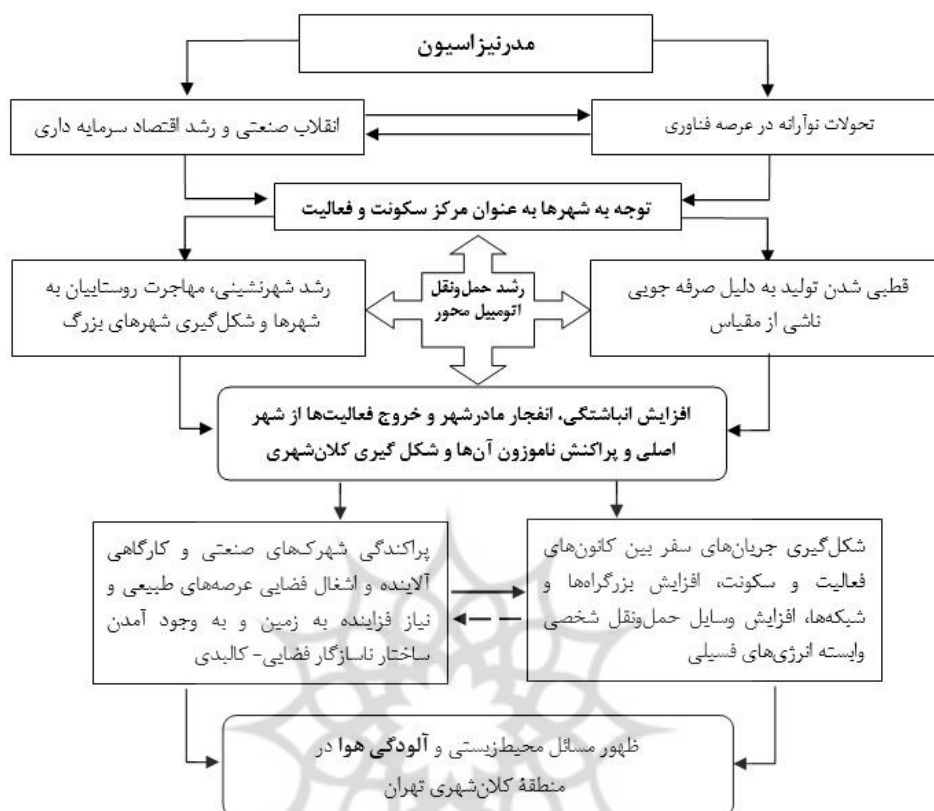 مدرنیزاسیون
تحولات نوآرانه در عرصه فناوری
انقلاب صنعتی و رشد اقتصاد سرمایه داری
توجه به شهرها به عنوان مرکز سکونت و فعالیت
قطبی شدن تولید به دلیل صرفه جویی
ناشی از مقیاس
رشد حمل‌ونقل
اتومبیل محور
رشد شهرنشینی، مهاجرت روستاییان به
شهرها و شکل‌گیری شهرهای بزرگ
افزایش انباشتگی، انفجار مادرشهر و خروج فعالیت‌ها از شهر
اصلی و پراکنش ناموزون آن‌ها و شکل گیری کلان‌شهری
شکل‌گیری جریان‌های سفر بین کانون‌های
فعالیت و سکونت، افزایش بزرگراه‌ها و
شبکه‌ها، افزایش وسایل حمل‌ونقل شخصی
وابسته انرژی‌های فسیلی
پراکندگی شهرک‌های صنعتی و کارگاهی
آلاینده و اشغال فضایی عرصه‌های طبیعی و
نیاز فزاینده به زمین و به وجود آمدن
ساختار ناسازگار فضایی- کالبدی
ظهور مسائل محیط‌زیستی و آلودگی هوا در
منطقهٔ کلان‌شهری تهران